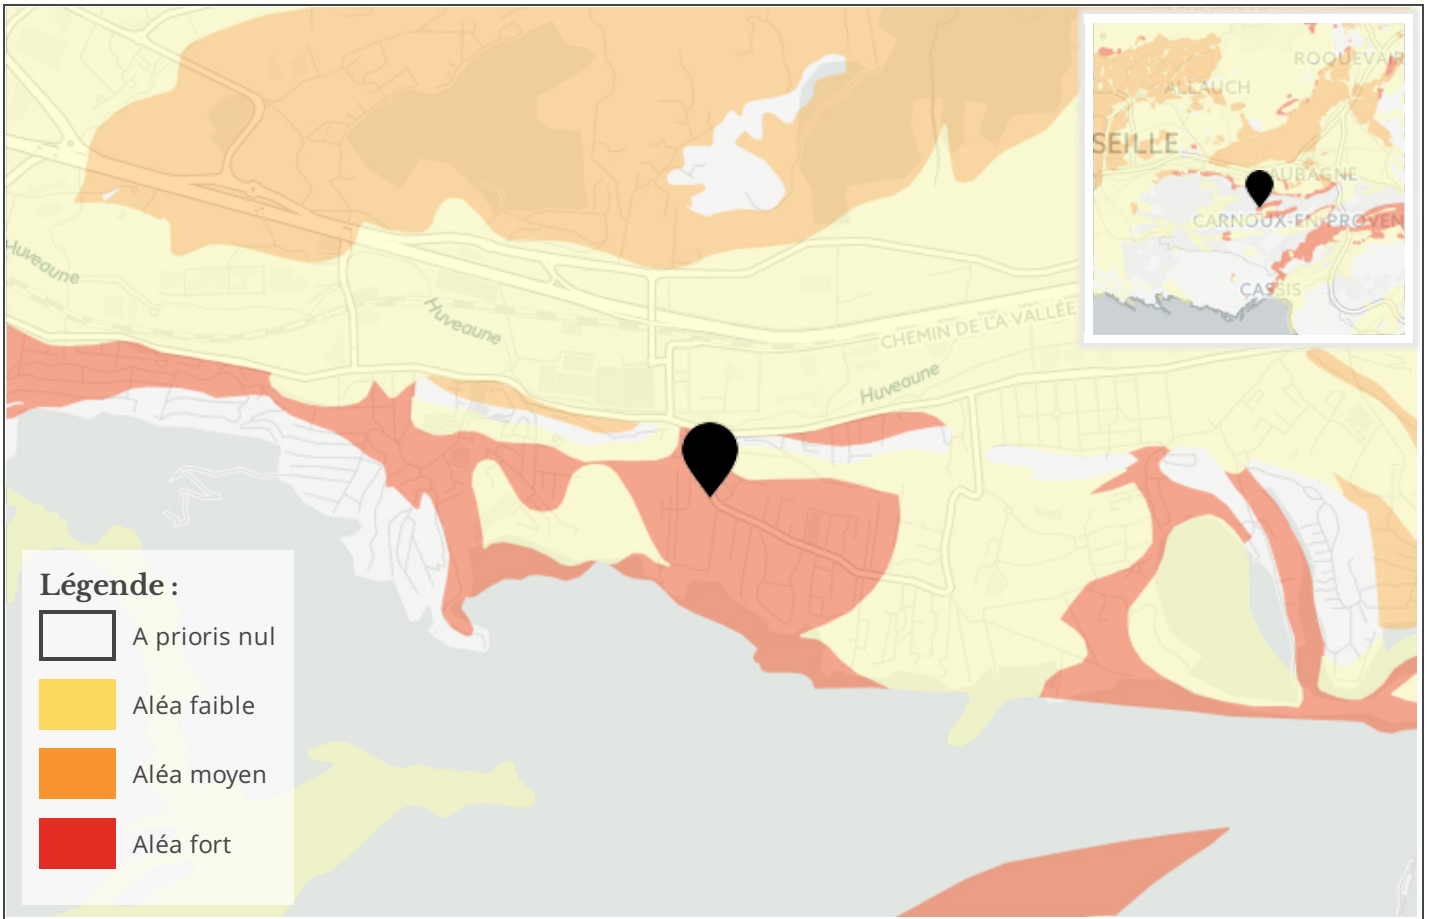 ROQUEVAIR
ALLAUCH
SEILLE
AUBAGNE
CARNOUX-EN-PROVEN
CASSIS
Huveaune
Huveaune
CHEMIN DE LA VALLÉE
Huveaune
Légende :
A prioris nul
Aléa faible
Aléa moyen
Aléa fort